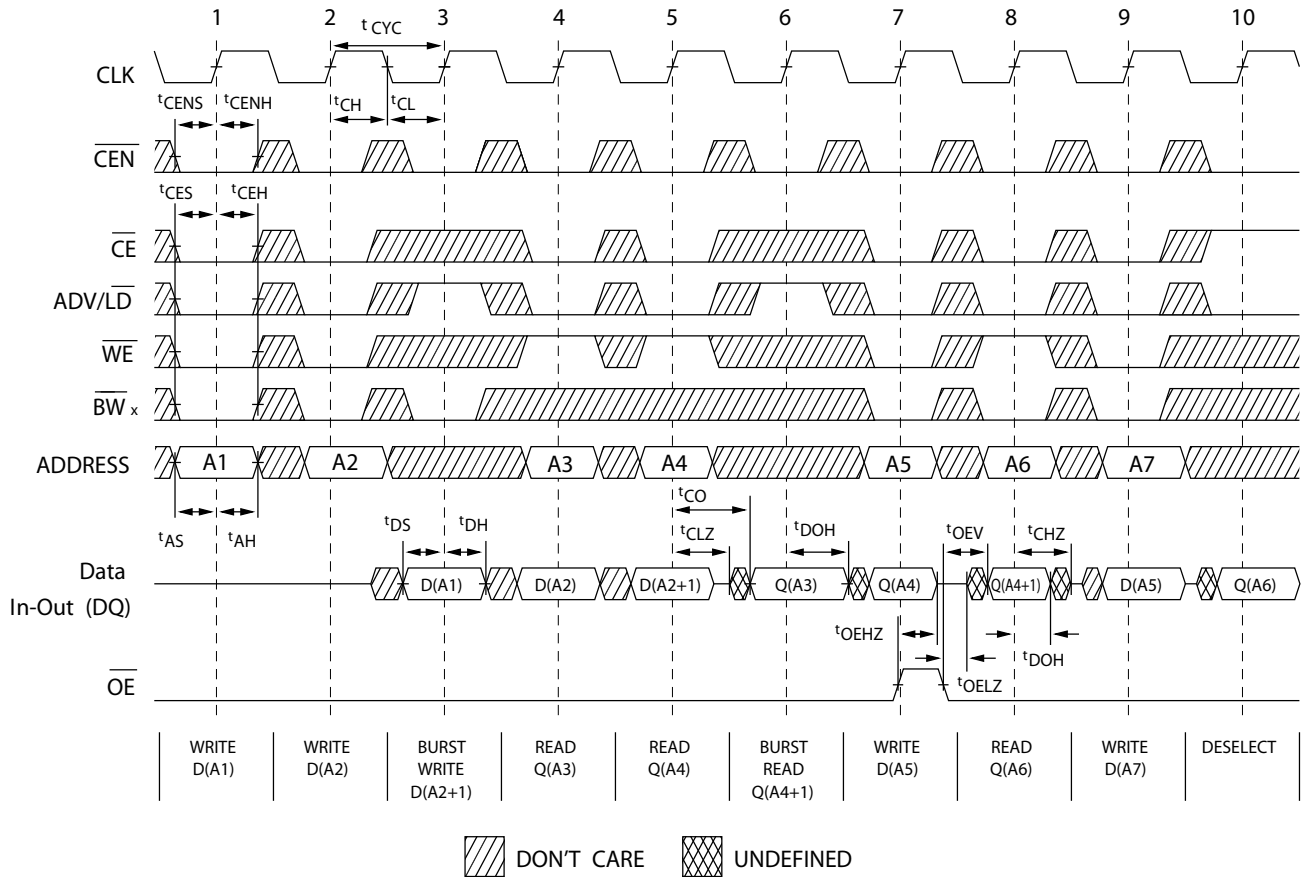 1 2 3 4 5 6 7 8 9 10
t CYC
CLK
tCENS tCENH tCH tCL
CEN
tCES tCEH
CE
ADV/LD
WE
BW x
ADDRESS A1 A2 A3 A4 A5 A6 A7
tAS tAH tDS tDH tCO tCLZ tDOH tOEV tCHZ
Data
In-Out (DQ) D(A1) D(A2) D(A2+1) Q(A3) Q(A4) Q(A4+1) D(A5) Q(A6)
tOEHZ tDOH
tOELZ
OE
WRITE
D(A1)
WRITE
D(A2)
BURST
WRITE
D(A2+1)
READ
Q(A3)
READ
Q(A4)
BURST
READ
Q(A4+1)
WRITE
D(A5)
READ
Q(A6)
WRITE
D(A7)
DESELECT
DON'T CARE
UNDEFINED